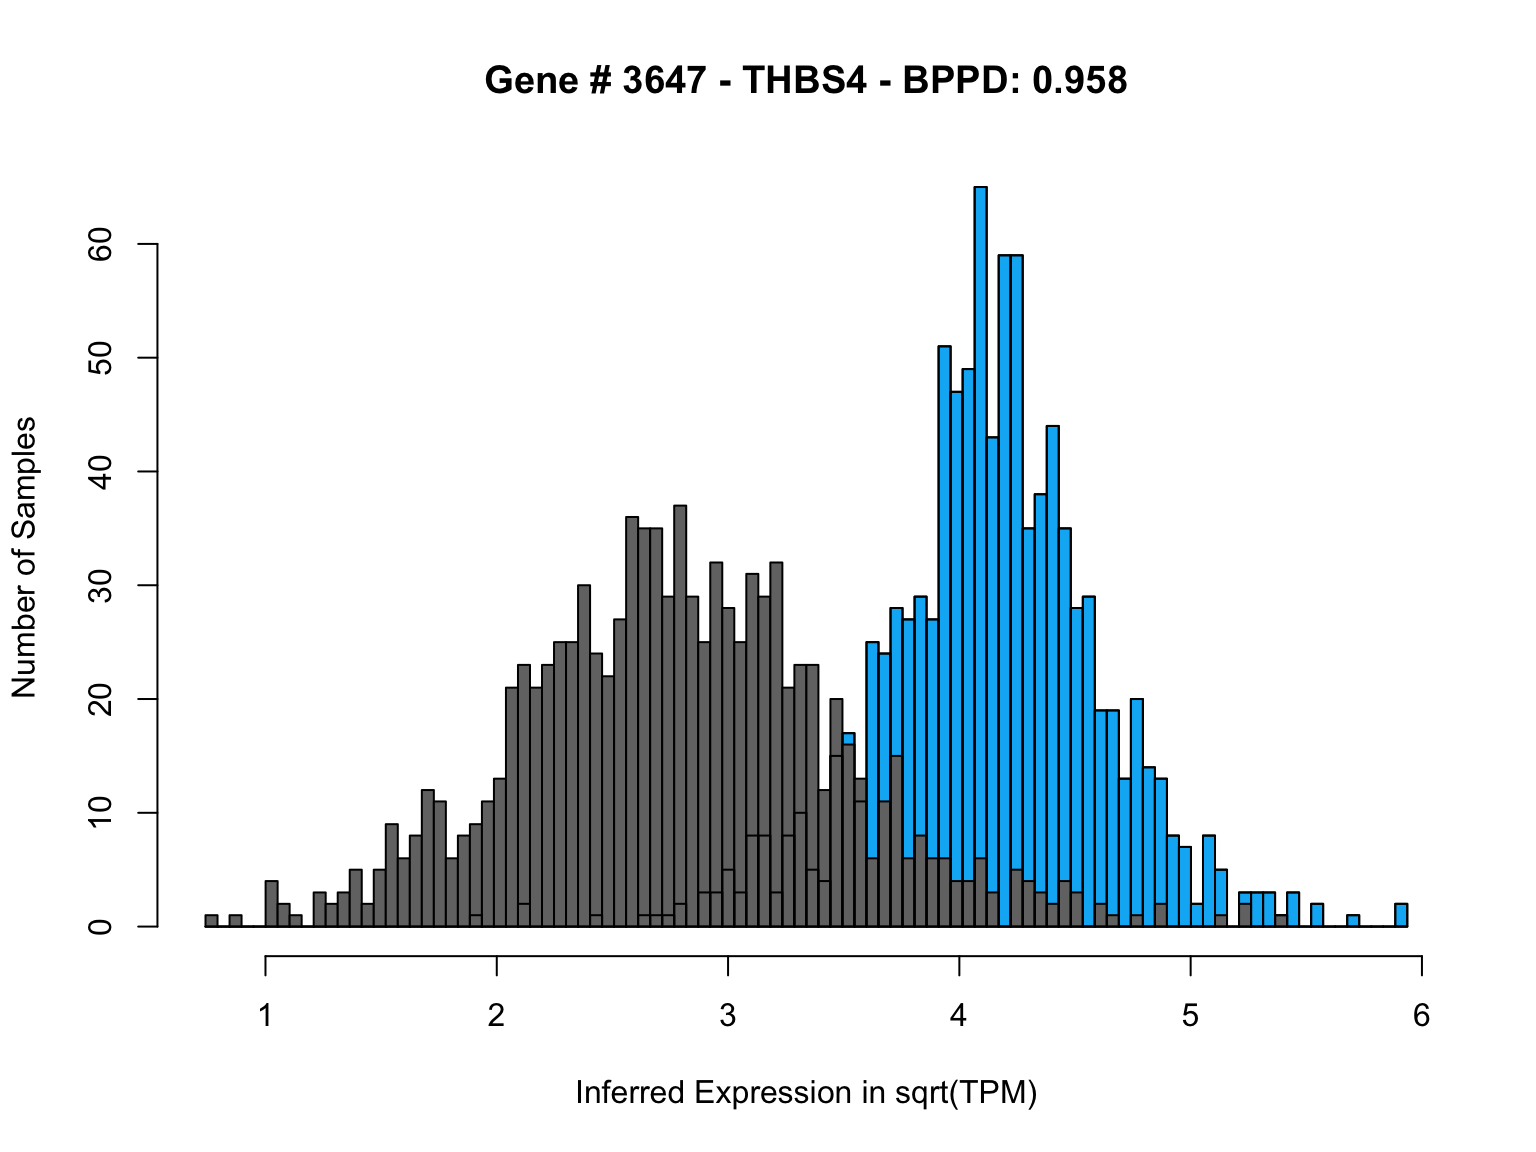 Gene # 3647 - THBS4 - BPPD: 0.958
Number of Samples
60
50
40
30
20
10
0
1 2 3 4 5 6
Inferred Expression in sqrt(TPM)